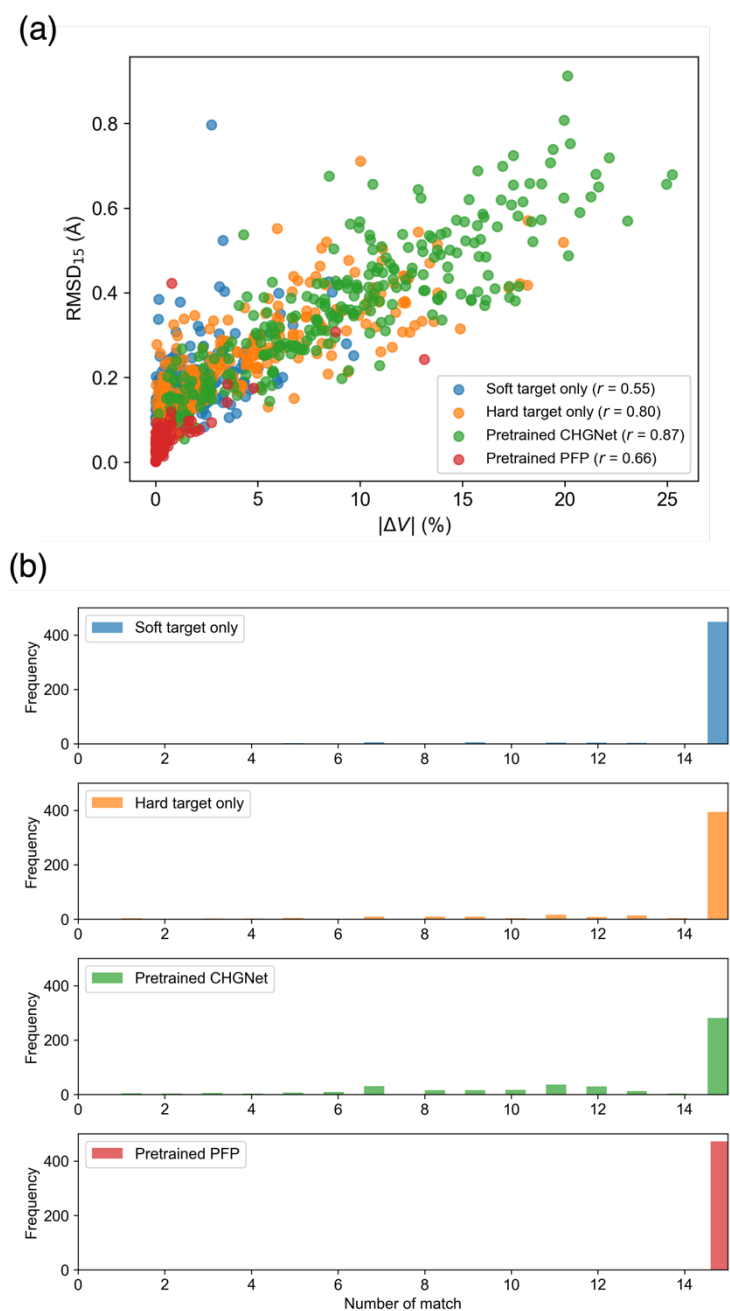 (a)
RMSD₁₅ (Å)
0.8
0.6
0.4
0.2
0.0
Soft target only (r = 0.55)
Hard target only (r = 0.80)
Pretrained CHGNet (r = 0.87)
Pretrained PFP (r = 0.66)
0 5 10 15 20 25
|ΔV| (%)
(b)
Frequency
400
200
0
Soft target only
0 2 4 6 8 10 12 14
Frequency
400
200
0
Hard target only
0 2 4 6 8 10 12 14
Frequency
400
200
0
Pretrained CHGNet
0 2 4 6 8 10 12 14
Frequency
400
200
0
Pretrained PFP
0 2 4 6 8 10 12 14
Number of match